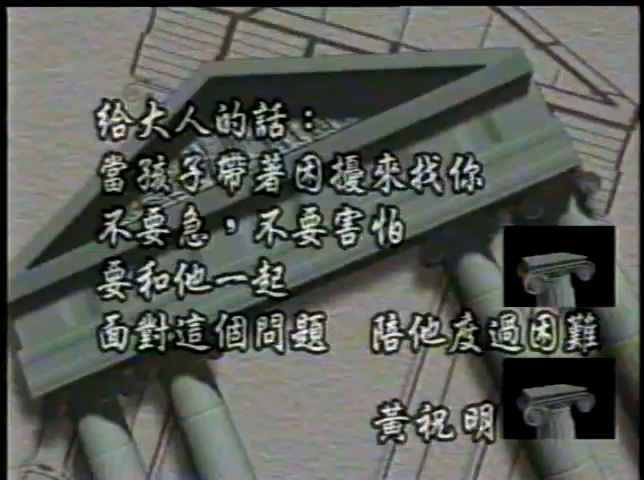 給大人的話：
當孩子帶著困擾來找你
不要急，不要害怕
要和他一起
面對這個問題　陪他度過困難
黃祝明